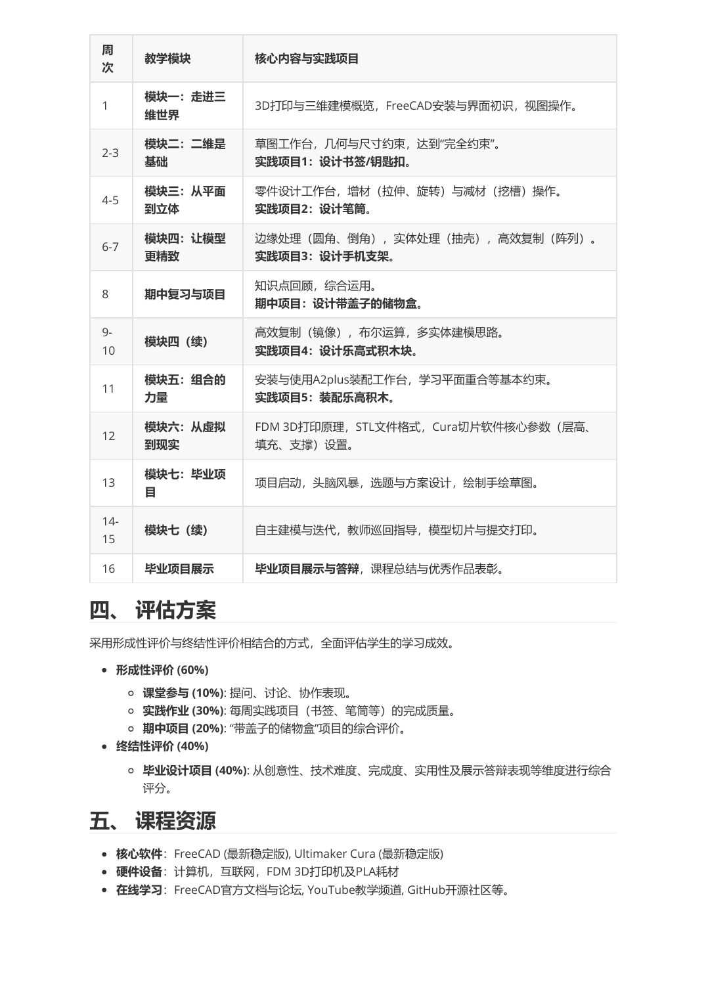 周
次
教学模块
核心内容与实践项目
1
模块一：走进三
维世界
3D打印与三维建模概览，FreeCAD安装与界面初识，视图操作。
2-3
模块二：二维是
基础
草图工作台，几何与尺寸约束，达到“完全约束”。
实践项目1：设计书签/钥匙扣。
4-5
模块三：从平面
到立体
零件设计工作台，增材（拉伸、旋转）与减材（挖槽）操作。
实践项目2：设计笔筒。
6-7
模块四：让模型
更精致
边缘处理（圆角、倒角），实体处理（抽壳），高效复制（阵列）。
实践项目3：设计手机支架。
8
期中复习与项目
知识点回顾，综合运用。
期中项目：设计带盖子的储物盒。
9-
10
模块四（续）
高效复制（镜像），布尔运算，多实体建模思路。
实践项目4：设计乐高式积木块。
11
模块五：组合的
力量
安装与使用A2plus装配工作台，学习平面重合等基本约束。
实践项目5：装配乐高积木。
12
模块六：从虚拟
到现实
FDM 3D打印原理，STL文件格式，Cura切片软件核心参数（层高、
填充、支撑）设置。
13
模块七：毕业项
目
项目启动，头脑风暴，选题与方案设计，绘制手绘草图。
14-
15
模块七（续）
自主建模与迭代，教师巡回指导，模型切片与提交打印。
16
毕业项目展示
毕业项目展示与答辩，课程总结与优秀作品表彰。
四、 评估方案
采用形成性评价与终结性评价相结合的方式，全面评估学生的学习成效。
• 形成性评价 (60%)
◦ 课堂参与 (10%): 提问、讨论、协作表现。
◦ 实践作业 (30%): 每周实践项目（书签、笔筒等）的完成质量。
◦ 期中项目 (20%): “带盖子的储物盒”项目的综合评价。
• 终结性评价 (40%)
◦ 毕业设计项目 (40%): 从创意性、技术难度、完成度、实用性及展示答辩表现等维度进行综合
评分。
五、 课程资源
• 核心软件：FreeCAD (最新稳定版), Ultimaker Cura (最新稳定版)
• 硬件设备：计算机，互联网，FDM 3D打印机及PLA耗材
• 在线学习：FreeCAD官方文档与论坛, YouTube教学频道, GitHub开源社区等。